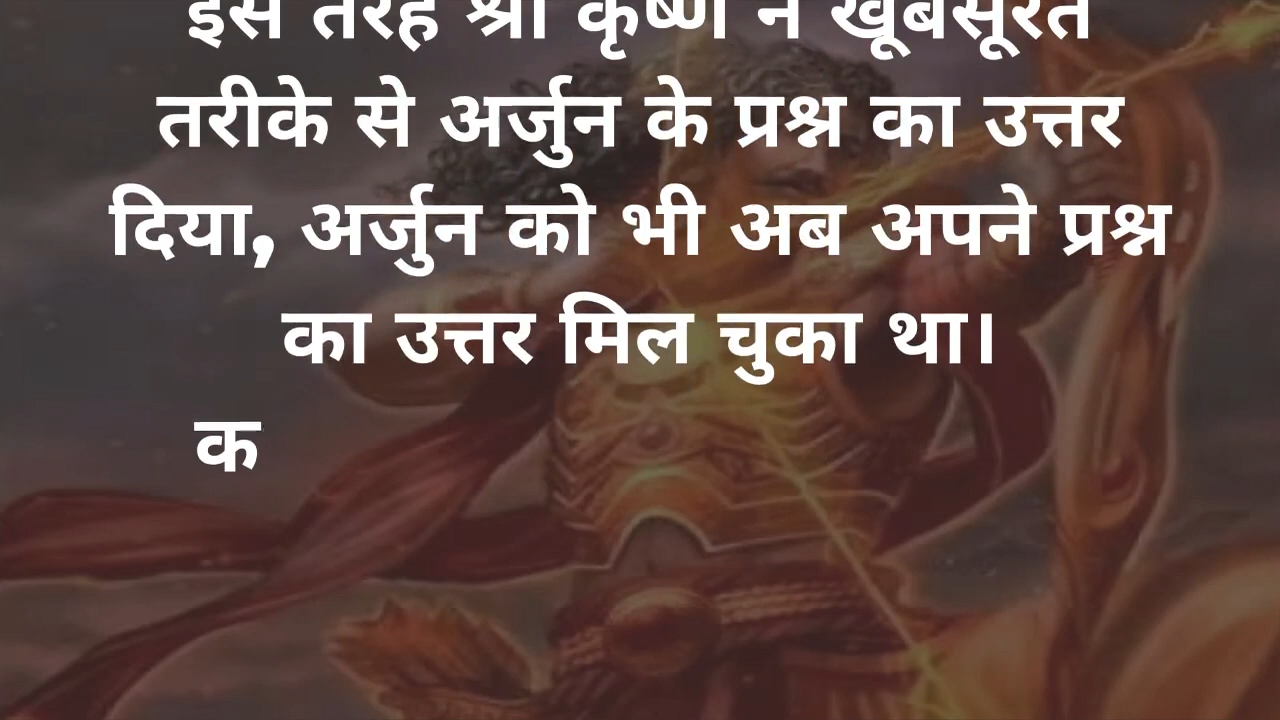 इस तरह श्री कृष्ण ने खूबसूरत
तरीके से अर्जुन के प्रश्न का उत्तर
दिया, अर्जुन को भी अब अपने प्रश्न
का उत्तर मिल चुका था।
क